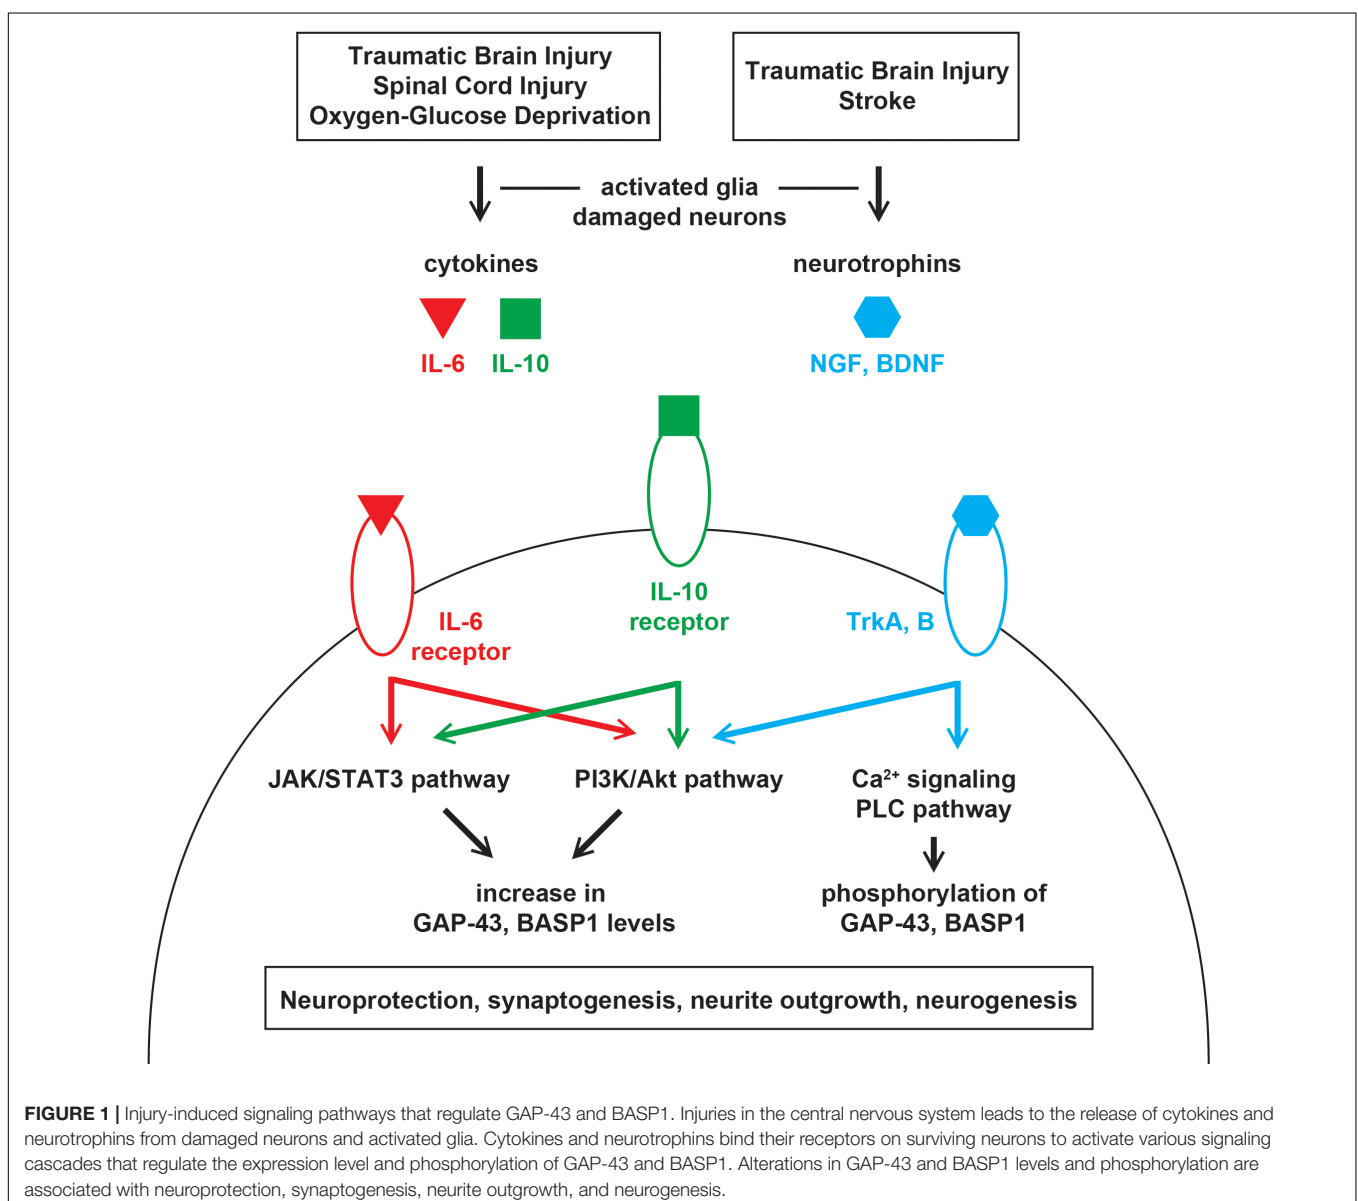 Traumatic Brain Injury
Spinal Cord Injury
Oxygen-Glucose Deprivation
Traumatic Brain Injury
Stroke
activated glia
damaged neurons
cytokines
neurotrophins
IL-6
IL-10
NGF, BDNF
IL-10
receptor
IL-6
receptor
TrkA, B
JAK/STAT3 pathway
PI3K/Akt pathway
Ca²⁺ signaling
PLC pathway
increase in
GAP-43, BASP1 levels
phosphorylation of
GAP-43, BASP1
Neuroprotection, synaptogenesis, neurite outgrowth, neurogenesis
FIGURE 1 | Injury-induced signaling pathways that regulate GAP-43 and BASP1. Injuries in the central nervous system leads to the release of cytokines and
neurotrophins from damaged neurons and activated glia. Cytokines and neurotrophins bind their receptors on surviving neurons to activate various signaling
cascades that regulate the expression level and phosphorylation of GAP-43 and BASP1. Alterations in GAP-43 and BASP1 levels and phosphorylation are
associated with neuroprotection, synaptogenesis, neurite outgrowth, and neurogenesis.